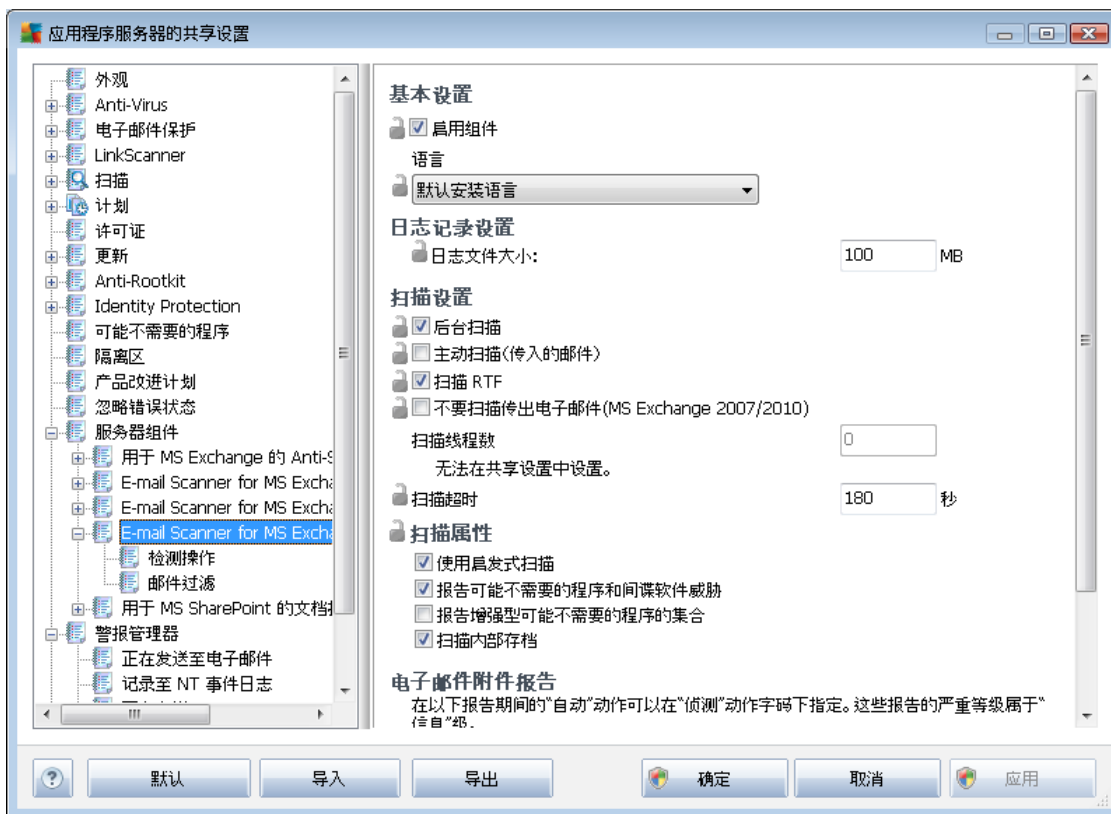 应用程序服务器的共享设置
外观
Anti-Virus
电子邮件保护
LinkScanner
扫描
计划
许可证
更新
Anti-Rootkit
Identity Protection
可能不需要的程序
隔离区
产品改进计划
忽略错误状态
服务器组件
用于 MS Exchange 的 Anti-S
E-mail Scanner for MS Excha
E-mail Scanner for MS Excha
E-mail Scanner for MS Excha
检测操作
邮件过滤
用于 MS SharePoint 的文档
警报管理器
正在发送至电子邮件
记录至 NT 事件日志
基本设置
启用组件
语言
默认安装语言
日志记录设置
日志文件大小: 100 MB
扫描设置
后台扫描
主动扫描(传入的邮件)
扫描 RTF
不要扫描传出电子邮件(MS Exchange 2007/2010)
扫描线程数 0
无法在共享设置中设置。
扫描超时 180 秒
扫描属性
使用启发式扫描
报告可能不需要的程序和间谍软件威胁
报告增强型可能不需要的程序的集合
扫描内部存档
电子邮件附件报告
在以下报告期间的“自动”动作可以在“侦测”动作字码下指定。这些报告的严重等级属于“
信息”级.
? 默认 导入 导出 确定 取消 应用